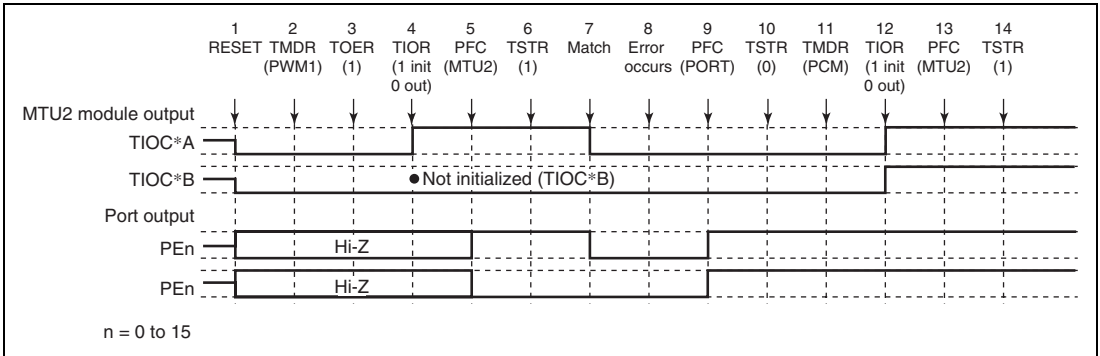 1 2 3 4 5 6 7 8 9 10 11 12 13 14
RESET TMDR TOER TIOR PFC TSTR Match Error PFC TSTR TMDR TIOR PFC TSTR
(PWM1) (1) (1 init (MTU2) (1) occurs (PORT) (0) (PCM) (1 init (MTU2) (1)
0 out) 0 out)
MTU2 module output
TIOC*A
TIOC*B ●Not initialized (TIOC*B)
Port output
PEn Hi-Z
PEn Hi-Z
n = 0 to 15